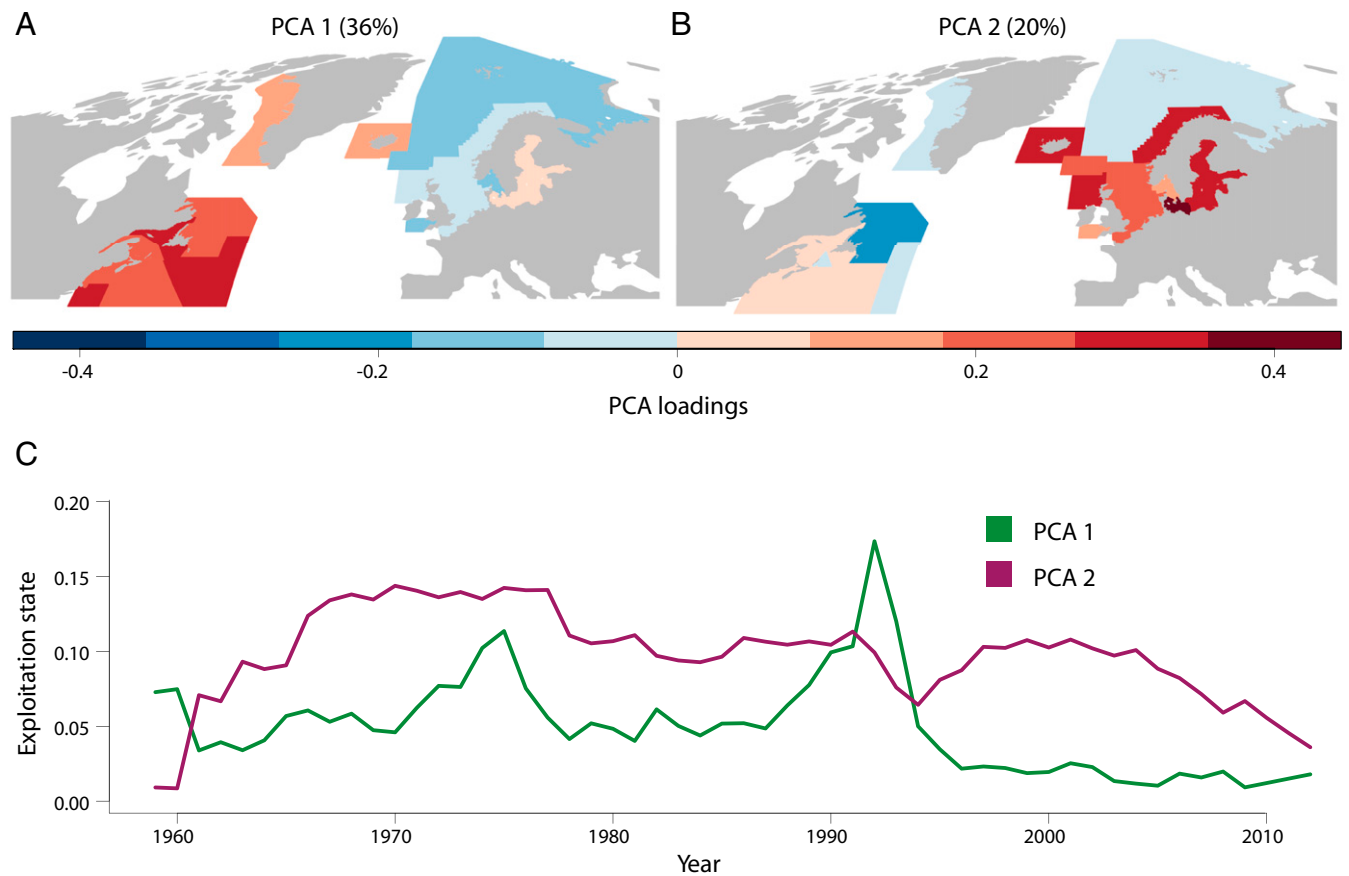 A
PCA 1 (36%)
B
PCA 2 (20%)
-0.4
-0.2
0
0.2
0.4
PCA loadings
C
0.20
0.15
0.10
0.05
0.00
Exploitation state
PCA 1
PCA 2
1960
1970
1980
1990
2000
2010
Year